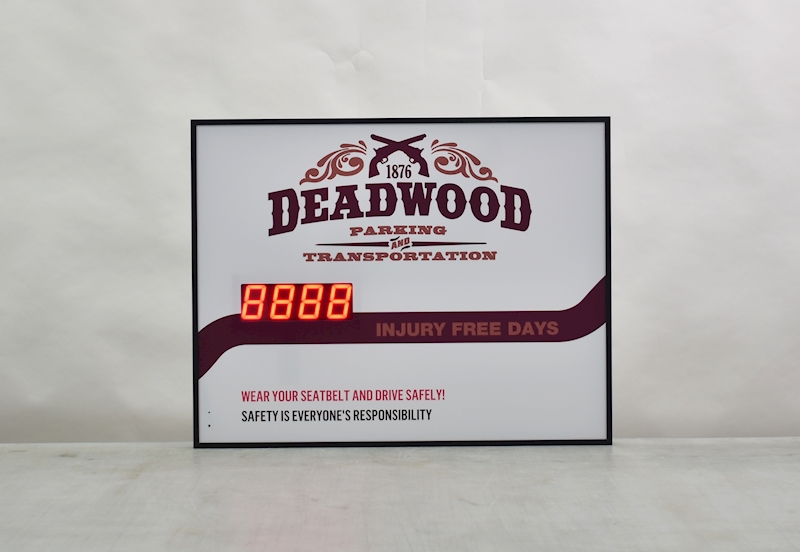 1876
DEADWOOD
PARKING
AND
TRANSPORTATION
8888
INJURY FREE DAYS
WEAR YOUR SEATBELT AND DRIVE SAFELY!
SAFETY IS EVERYONE'S RESPONSIBILITY